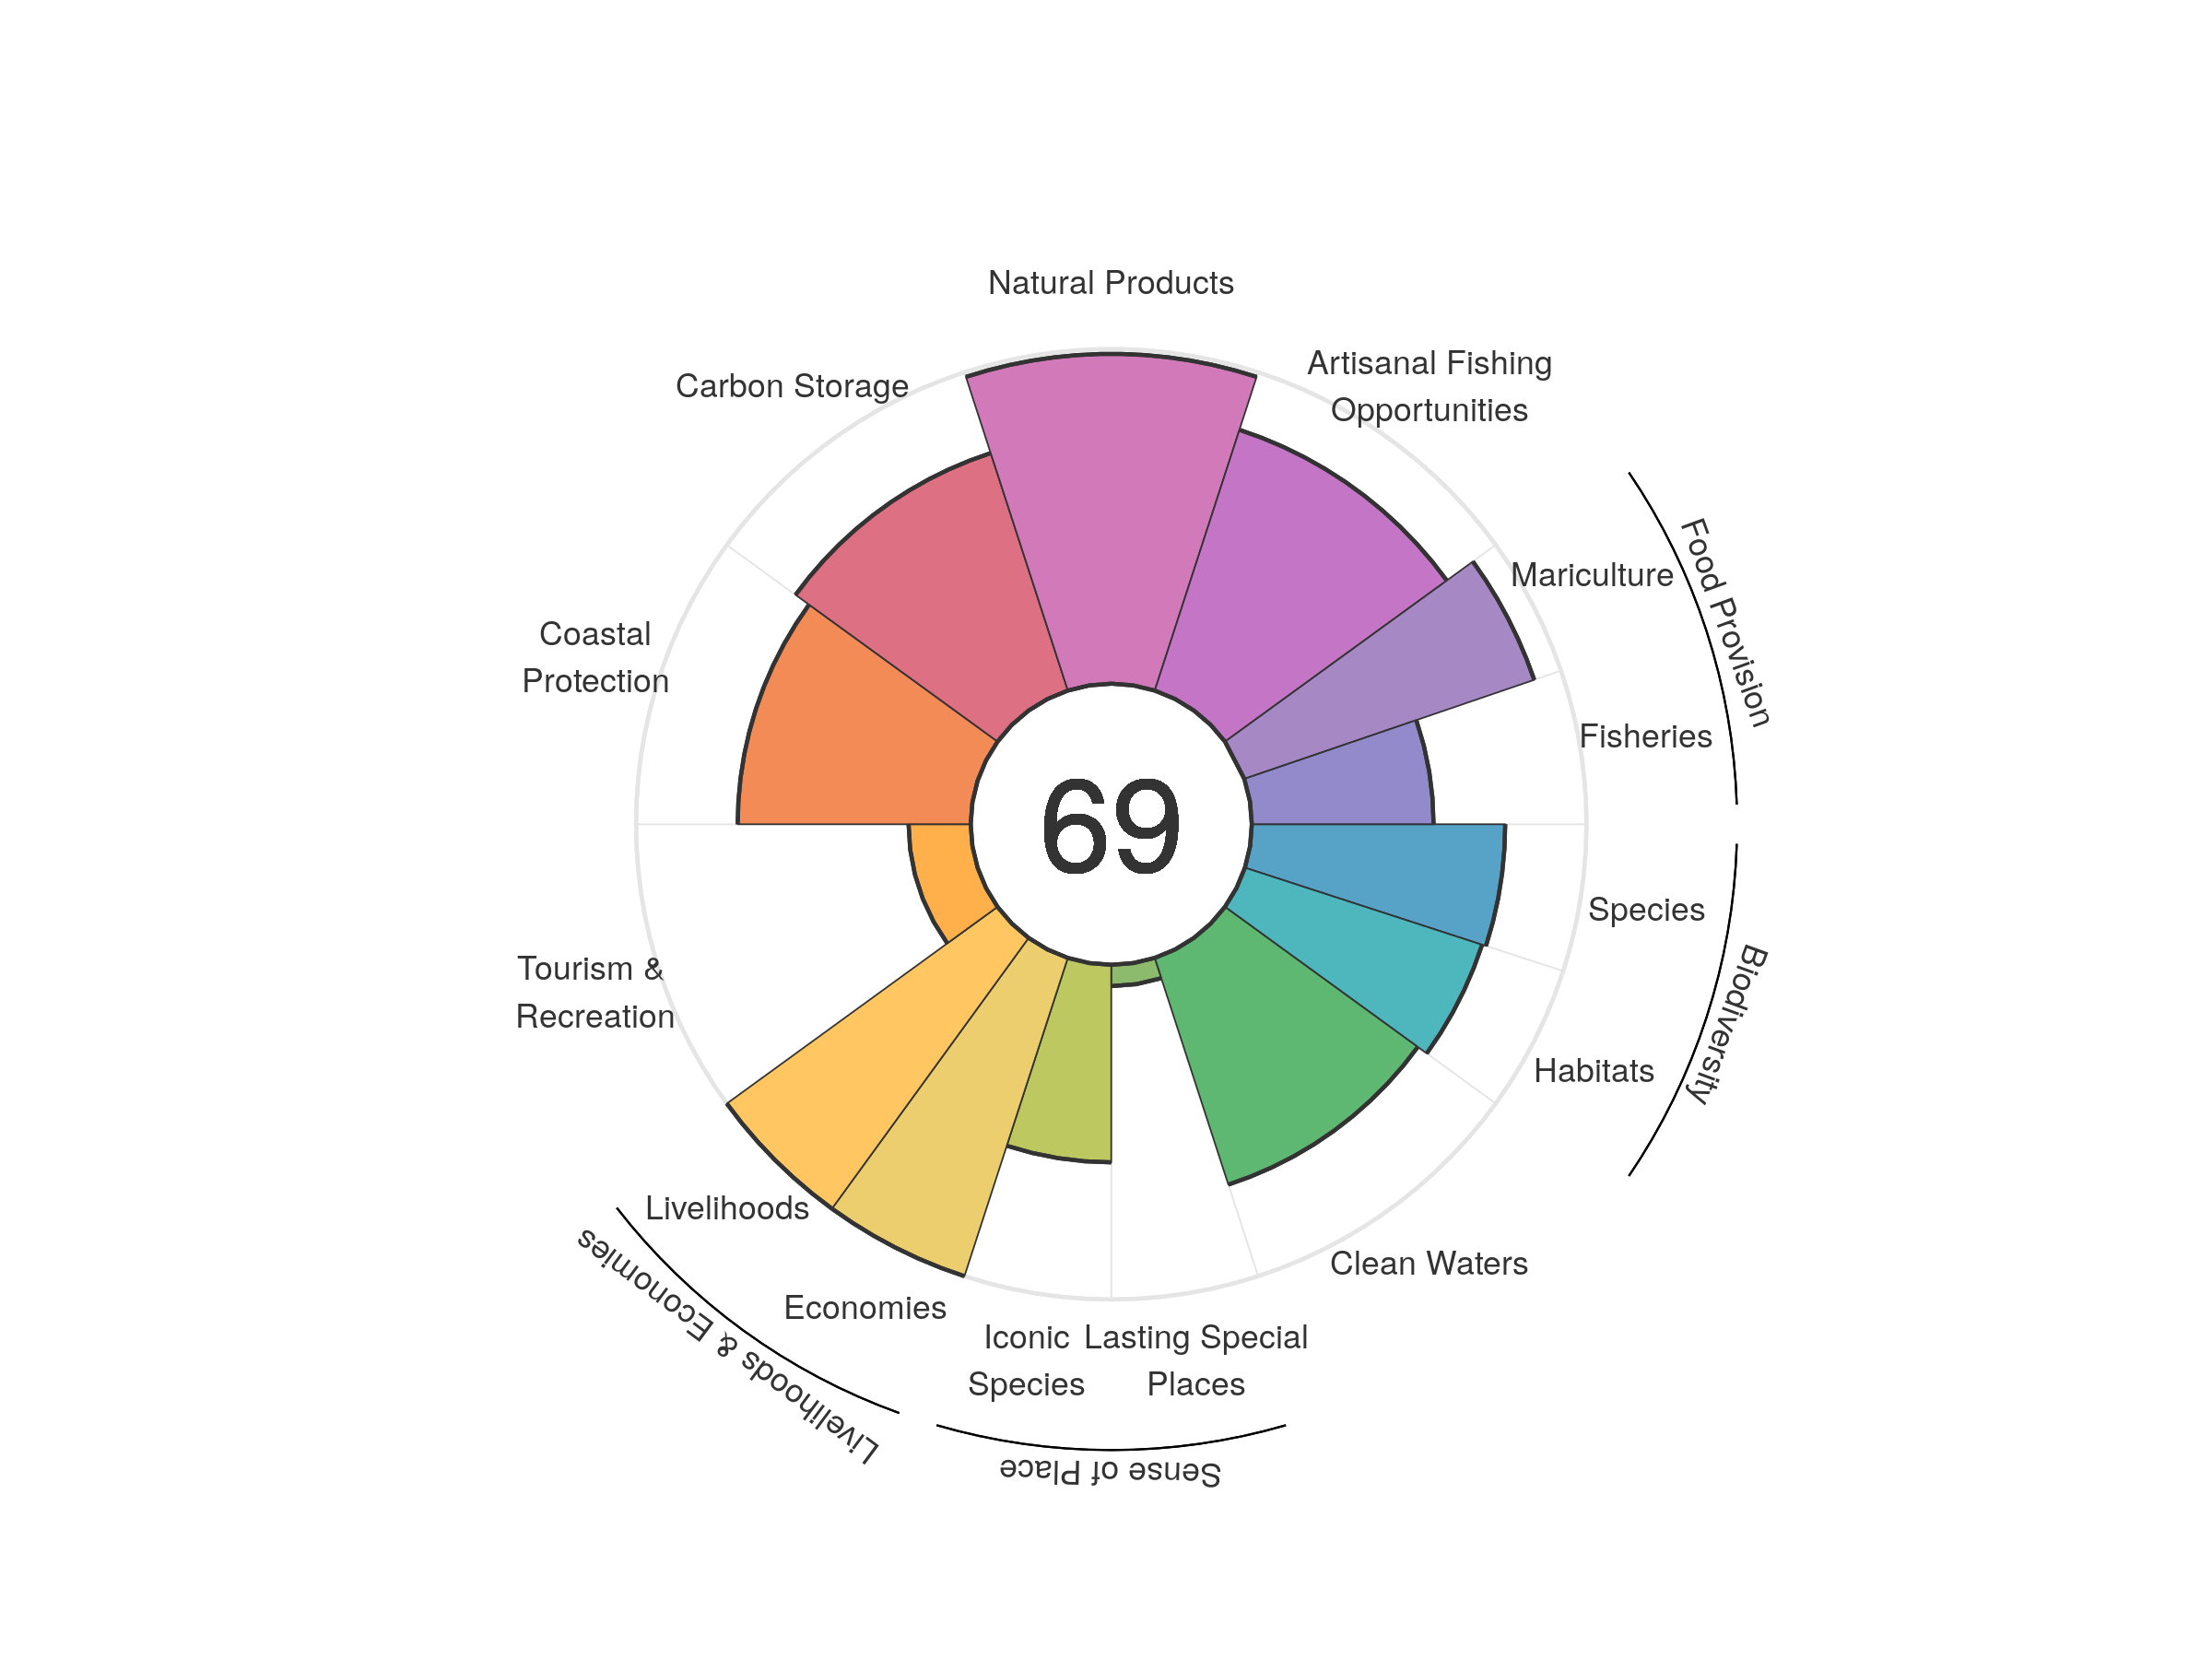 Natural Products
Artisanal Fishing
Opportunities
Carbon Storage
Mariculture
Food Provision
Coastal
Protection
Fisheries
69
Species
Biodiversity
Tourism &
Recreation
Habitats
Livelihoods
Clean Waters
Economies
Livelihoods & Economies
Iconic
Species
Lasting Special
Places
Sense of Place